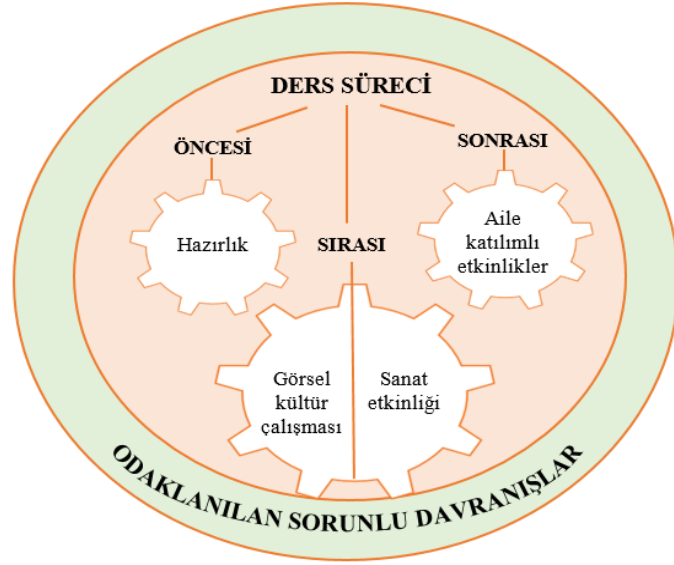 DERS SÜRECİ
ÖNCESİ
Hazırlık
SIRASI
Görsel
kültür
çalışması
Sanat
etkinliği
SONRASI
Aile
katılımlı
etkinlikler
ODAKLANILAN SORUNLU DAVRANIŞLAR